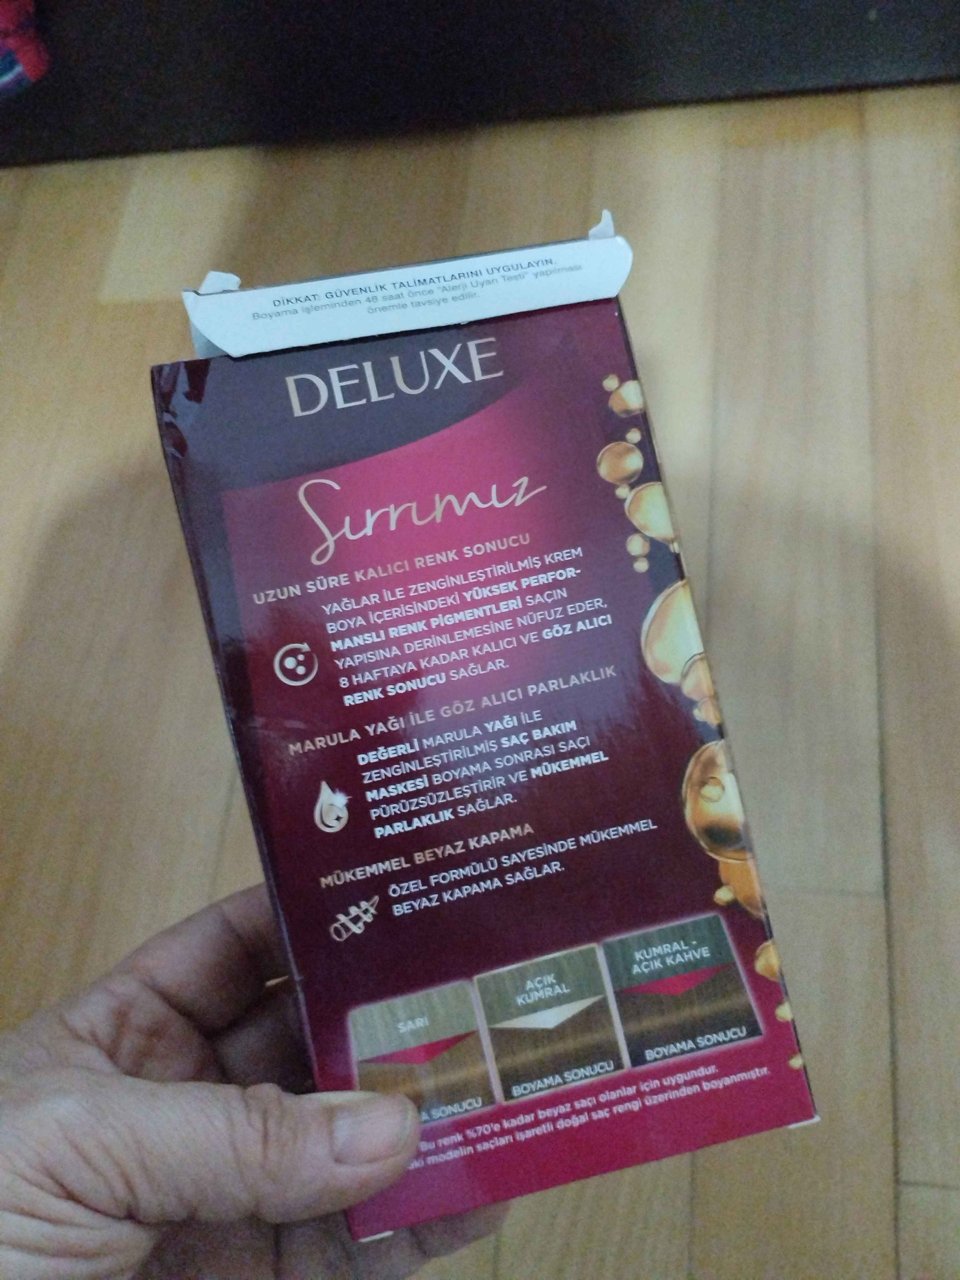 DİKKAT: GÜVENLİK TALİMATLARINI UYGULAYIN.
Boyama işleminden 48 saat önce "Alerji Uyarı Testi" yapılması
önemle tavsiye edilir.
DELUXE
Sırrımız
UZUN SÜRE KALICI RENK SONUCU
YAĞLAR İLE ZENGİNLEŞTİRİLMİŞ KREM
BOYA İÇERİSİNDEKİ YÜKSEK PERFOR-
MANSLI RENK PİGMENTLERİ SAÇIN
YAPISINA DERİNLEMESİNE NÜFUZ EDER,
8 HAFTAYA KADAR KALICI VE GÖZ ALICI
RENK SONUCU SAĞLAR.
MARULA YAĞI İLE GÖZ ALICI PARLAKLIK
DEĞERLİ MARULA YAĞI İLE
ZENGİNLEŞTİRİLMİŞ SAÇ BAKIM
MASKESİ BOYAMA SONRASI SAÇI
PÜRÜZSÜZLEŞTİRİR VE MÜKEMMEL
PARLAKLIK SAĞLAR.
MÜKEMMEL BEYAZ KAPAMA
ÖZEL FORMÜLÜ SAYESİNDE MÜKEMMEL
BEYAZ KAPAMA SAĞLAR.
SARI
AÇIK
KUMRAL
KUMRAL -
AÇIK KAHVE
SONUCU
BOYAMA SONUCU
BOYAMA SONUCU
Bu renk %70'e kadar beyaz saçı olanlar için uygundur.
modelin saçları işaretli doğal saç rengi üzerinden boyanmıştır.